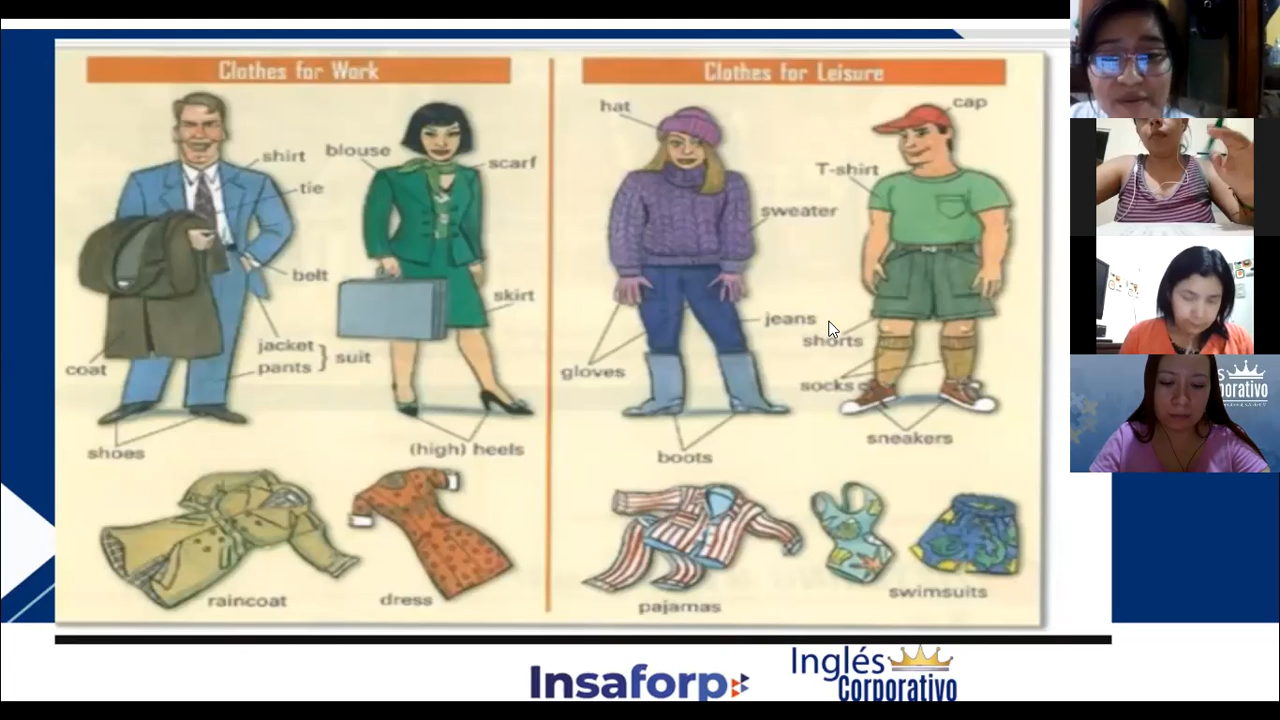 Clothes for Work
shirt
blouse
scarf
tie
belt
skirt
jacket
pants
suit
coat
shoes
(high) heels
raincoat
dress
Clothes for Leisure
hat
cap
T-shirt
sweater
jeans
shorts
gloves
socks
sneakers
boots
pajamas
swimsuits
Insaforp
Inglés
Corporativo